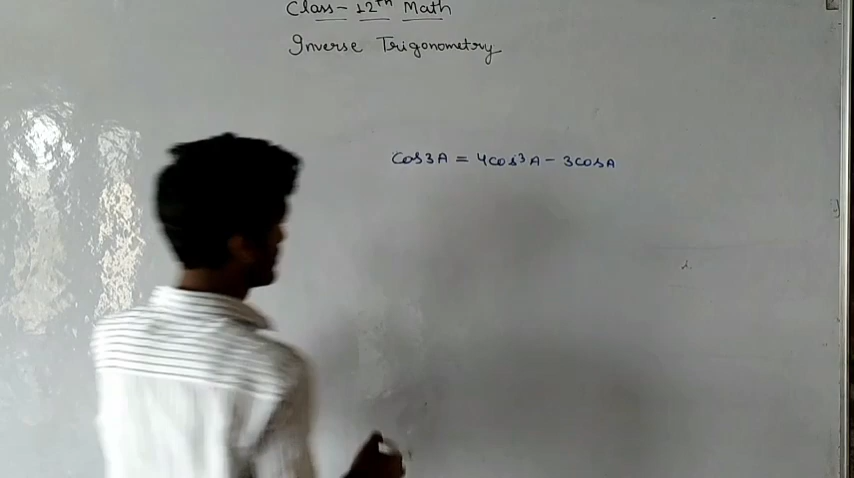 Class- 12th Math
Inverse Trigonometry
Cos3A = 4cos³A - 3cosA